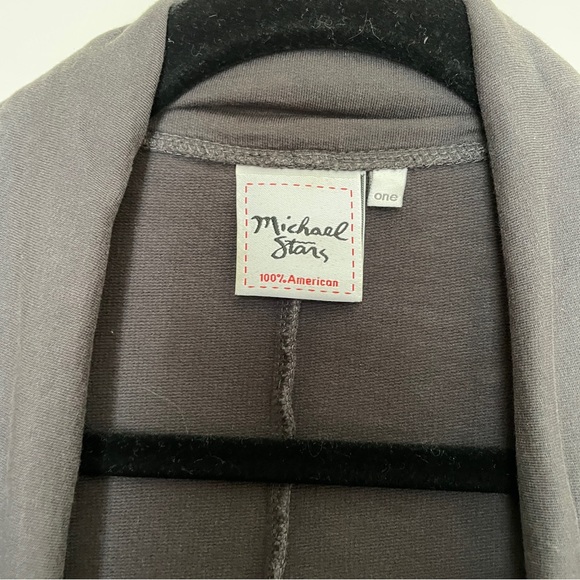 Michael
Stars
100% American
one